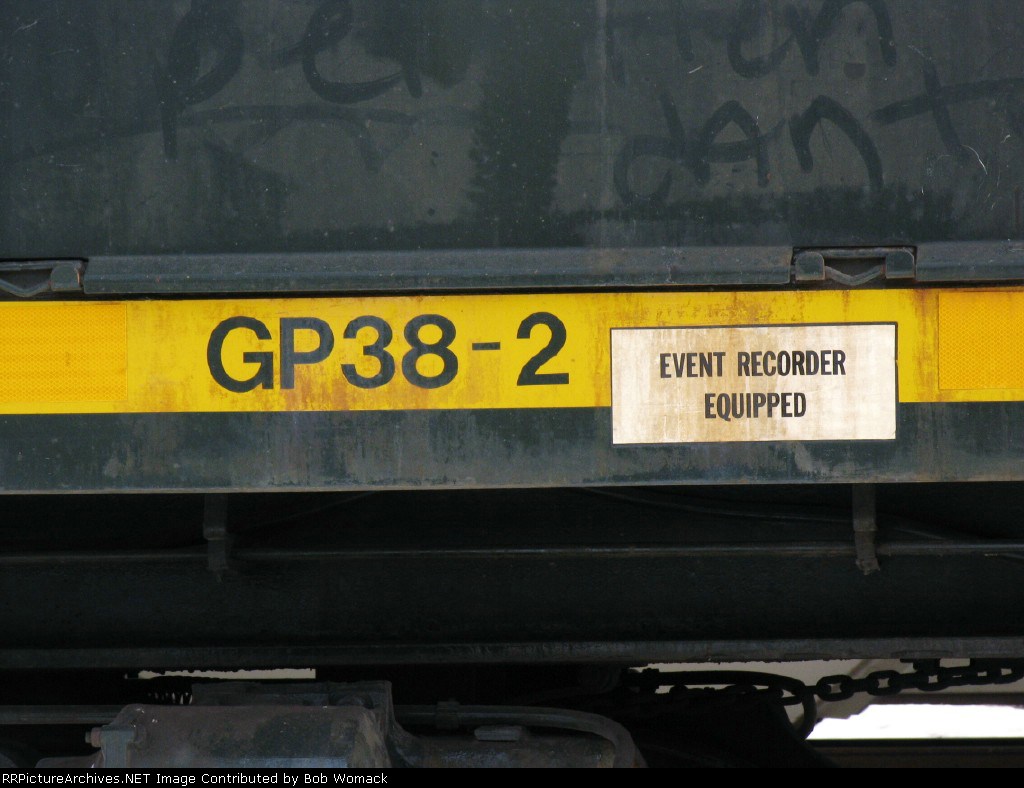 GP38-2
EVENT RECORDER
EQUIPPED
RRPictureArchives.NET Image Contributed by Bob Womack